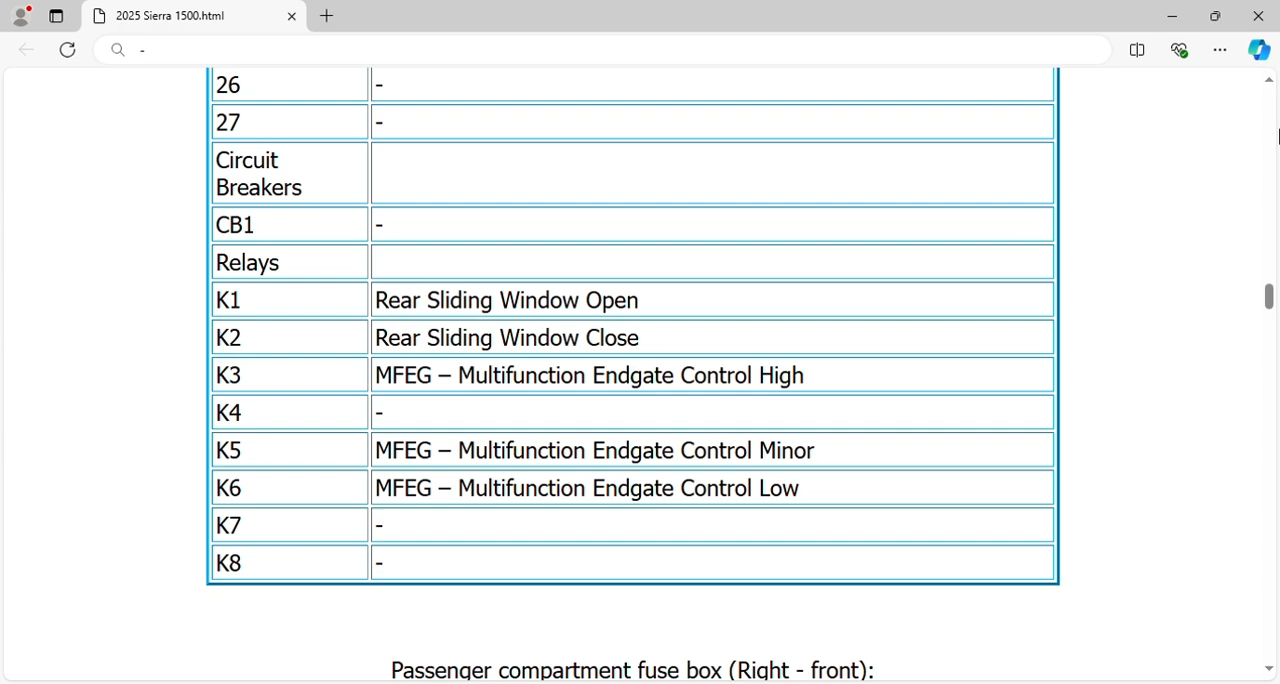 2025 Sierra 1500.html
-
26 -
27 -
Circuit
Breakers
CB1 -
Relays
K1 Rear Sliding Window Open
K2 Rear Sliding Window Close
K3 MFEG – Multifunction Endgate Control High
K4 -
K5 MFEG – Multifunction Endgate Control Minor
K6 MFEG – Multifunction Endgate Control Low
K7 -
K8 -
Passenger compartment fuse box (Right - front):